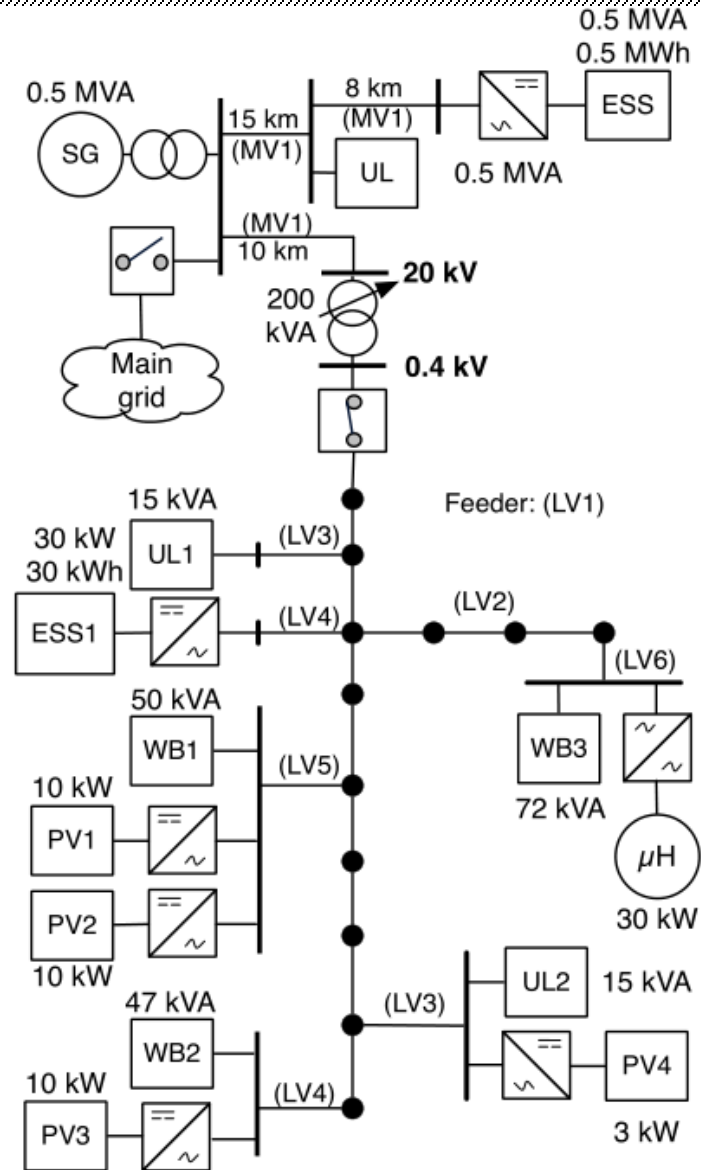 0.5 MVA
0.5 MWh
0.5 MVA
SG
15 km
(MV1)
8 km
(MV1)
ESS
UL
0.5 MVA
(MV1)
10 km
20 kV
200
kVA
Main
grid
0.4 kV
Feeder: (LV1)
15 kVA
UL1
(LV3)
30 kW
30 kWh
ESS1
(LV4)
(LV2)
(LV6)
50 kVA
WB1
(LV5)
10 kW
PV1
PV2
10 kW
WB3
72 kVA
µH
30 kW
47 kVA
WB2
10 kW
PV3
(LV4)
(LV3)
UL2
15 kVA
PV4
3 kW